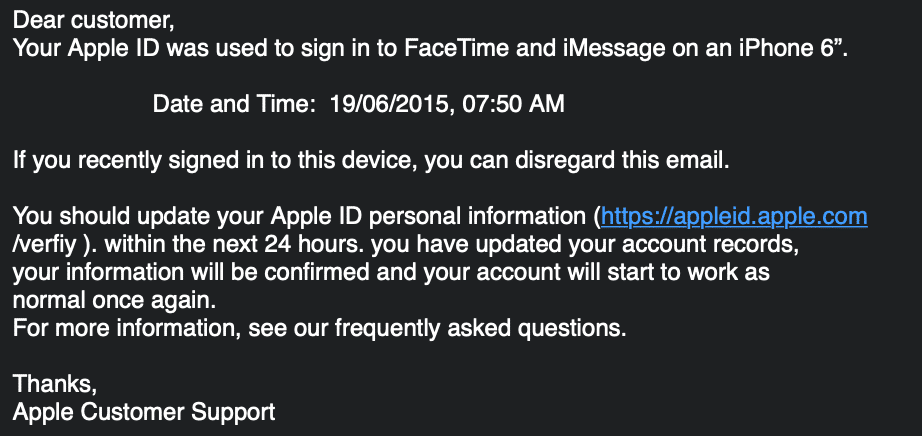 Dear customer,
Your Apple ID was used to sign in to FaceTime and iMessage on an iPhone 6”.
Date and Time:  19/06/2015, 07:50 AM
If you recently signed in to this device, you can disregard this email.
You should update your Apple ID personal information (https://appleid.apple.com
/verfiy ). within the next 24 hours. you have updated your account records,
your information will be confirmed and your account will start to work as
normal once again.
For more information, see our frequently asked questions.
Thanks,
Apple Customer Support